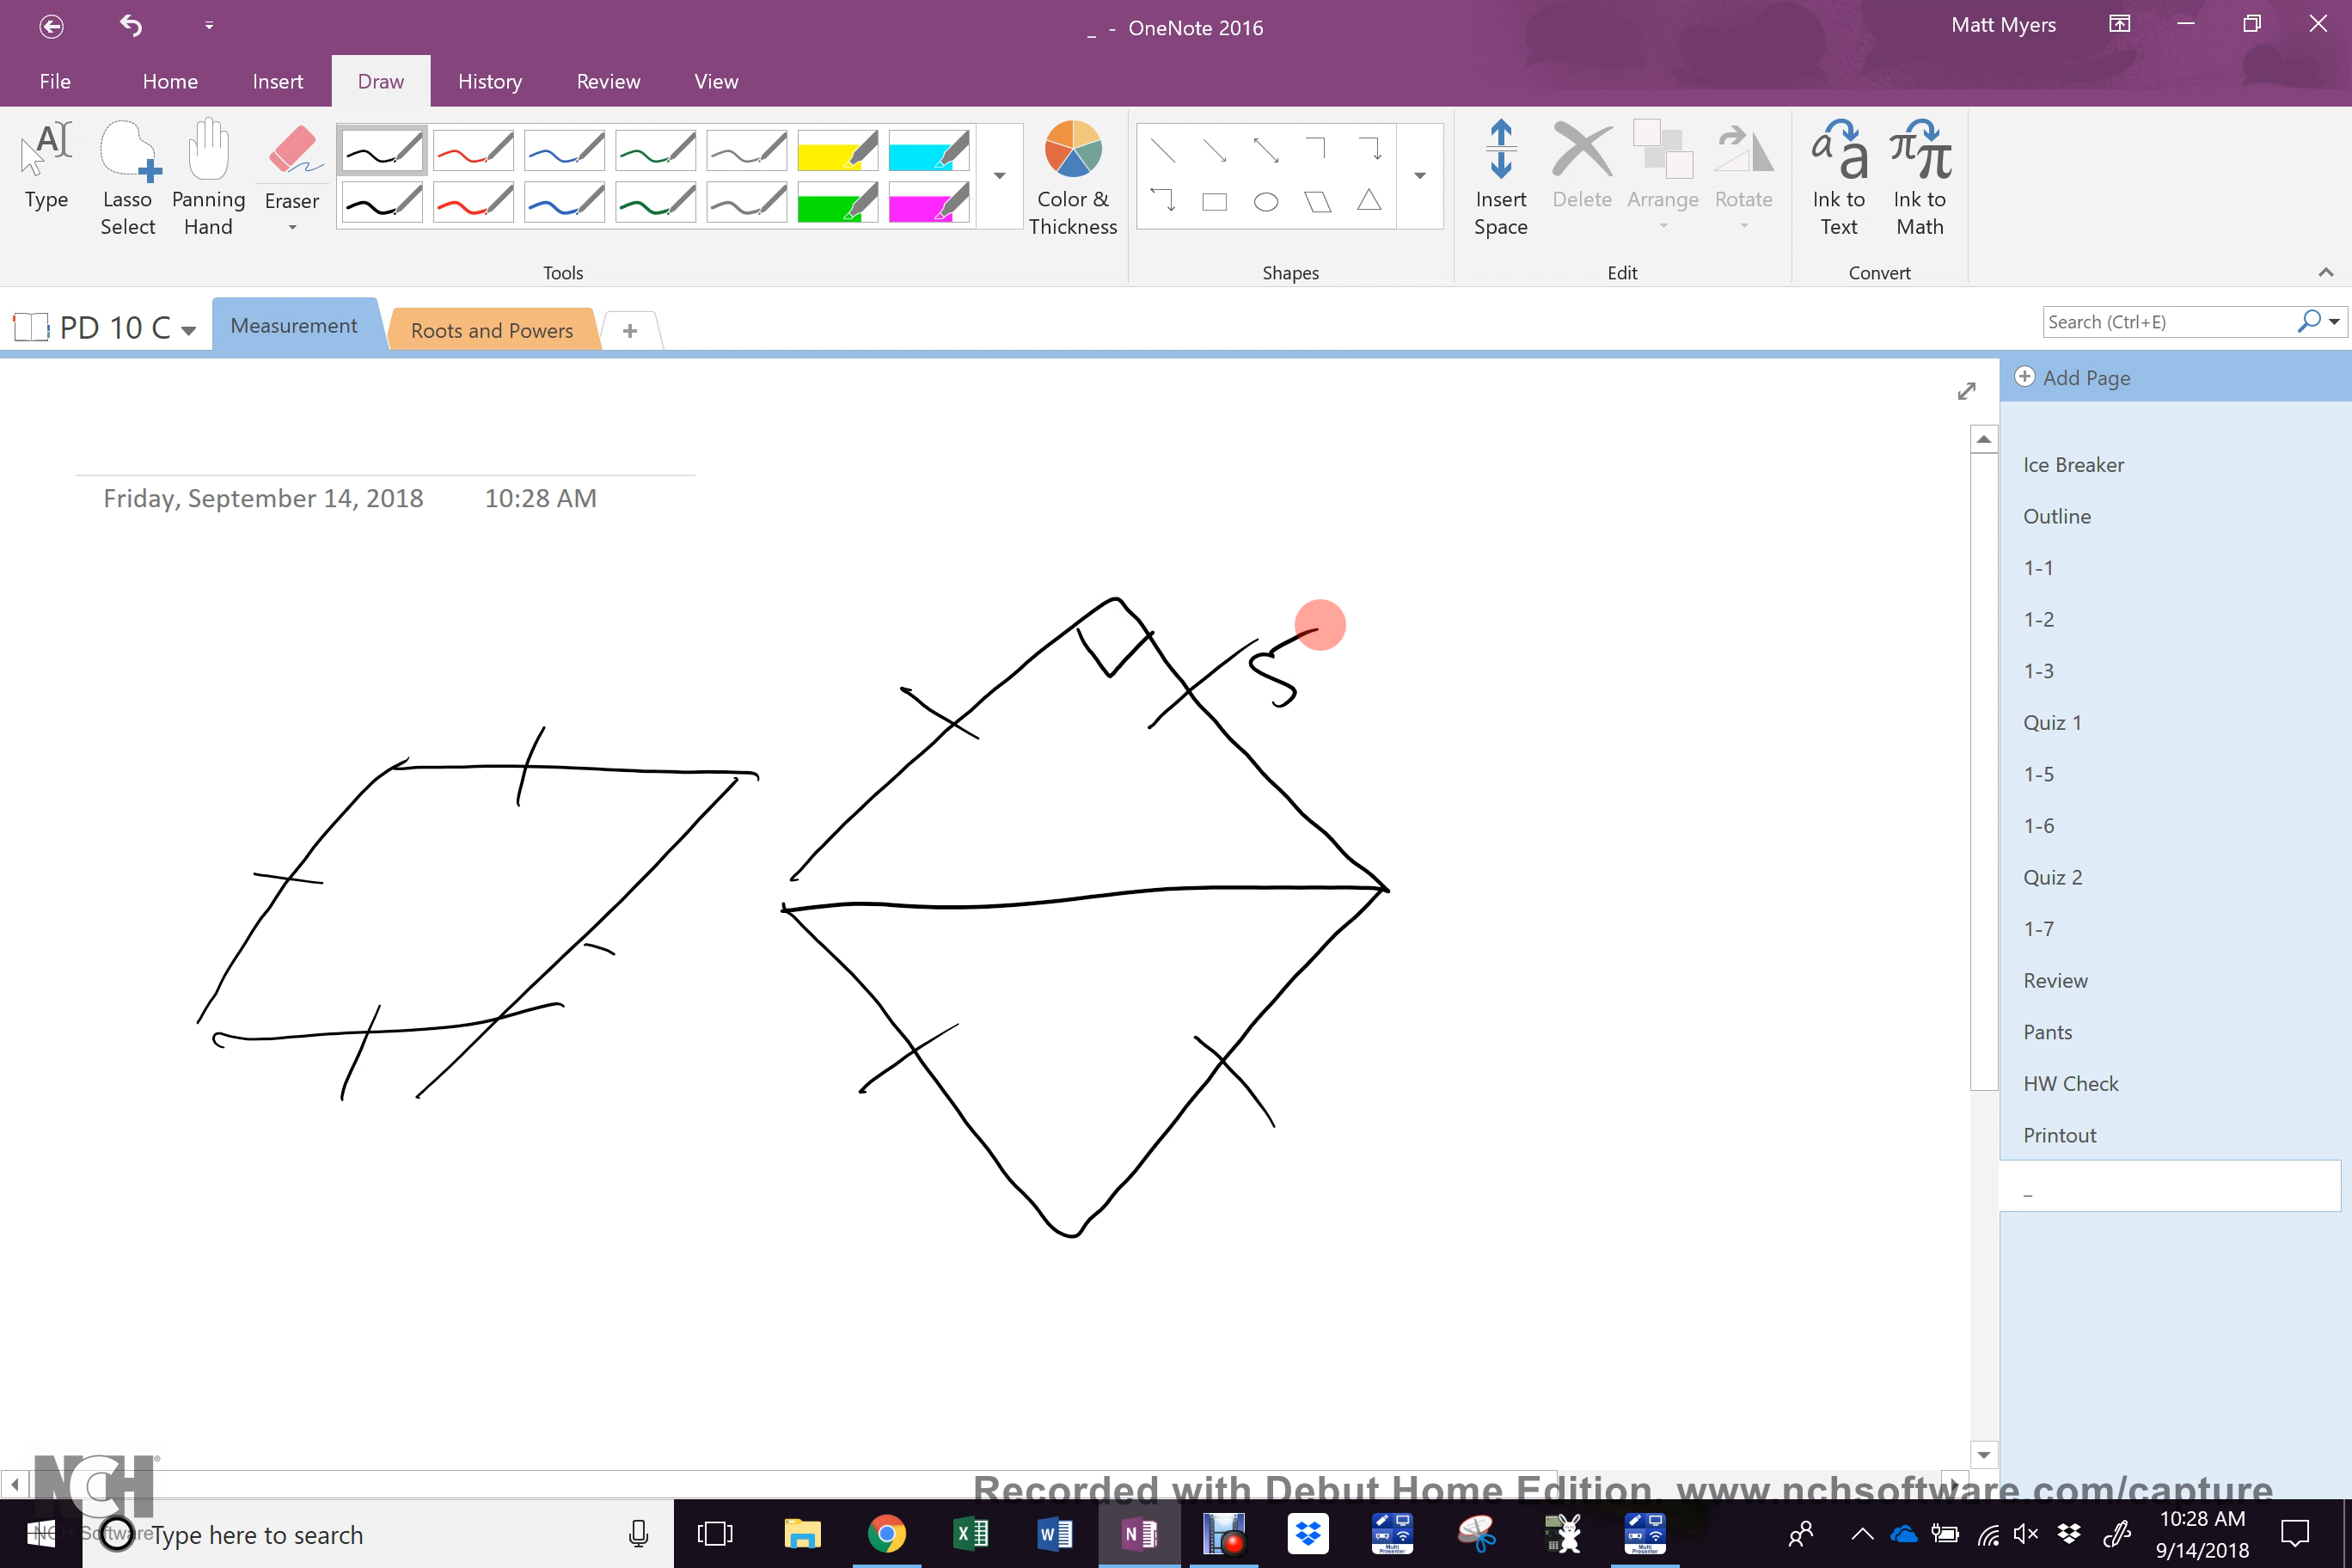 _ - OneNote 2016
Matt Myers
File Home Insert Draw History Review View
Type
Lasso Select
Panning Hand
Eraser
Color & Thickness
Insert Space
Delete
Arrange
Rotate
Ink to Text
Ink to Math
Tools
Shapes
Edit
Convert
PD 10 C
Measurement
Roots and Powers
Search (Ctrl+E)
Add Page
Friday, September 14, 2018 10:28 AM
5
Ice Breaker
Outline
1-1
1-2
1-3
Quiz 1
1-5
1-6
Quiz 2
1-7
Review
Pants
HW Check
Printout
_
NCH
NCH Software
Recorded with Debut Home Edition. www.nchsoftware.com/capture
Type here to search
10:28 AM
9/14/2018